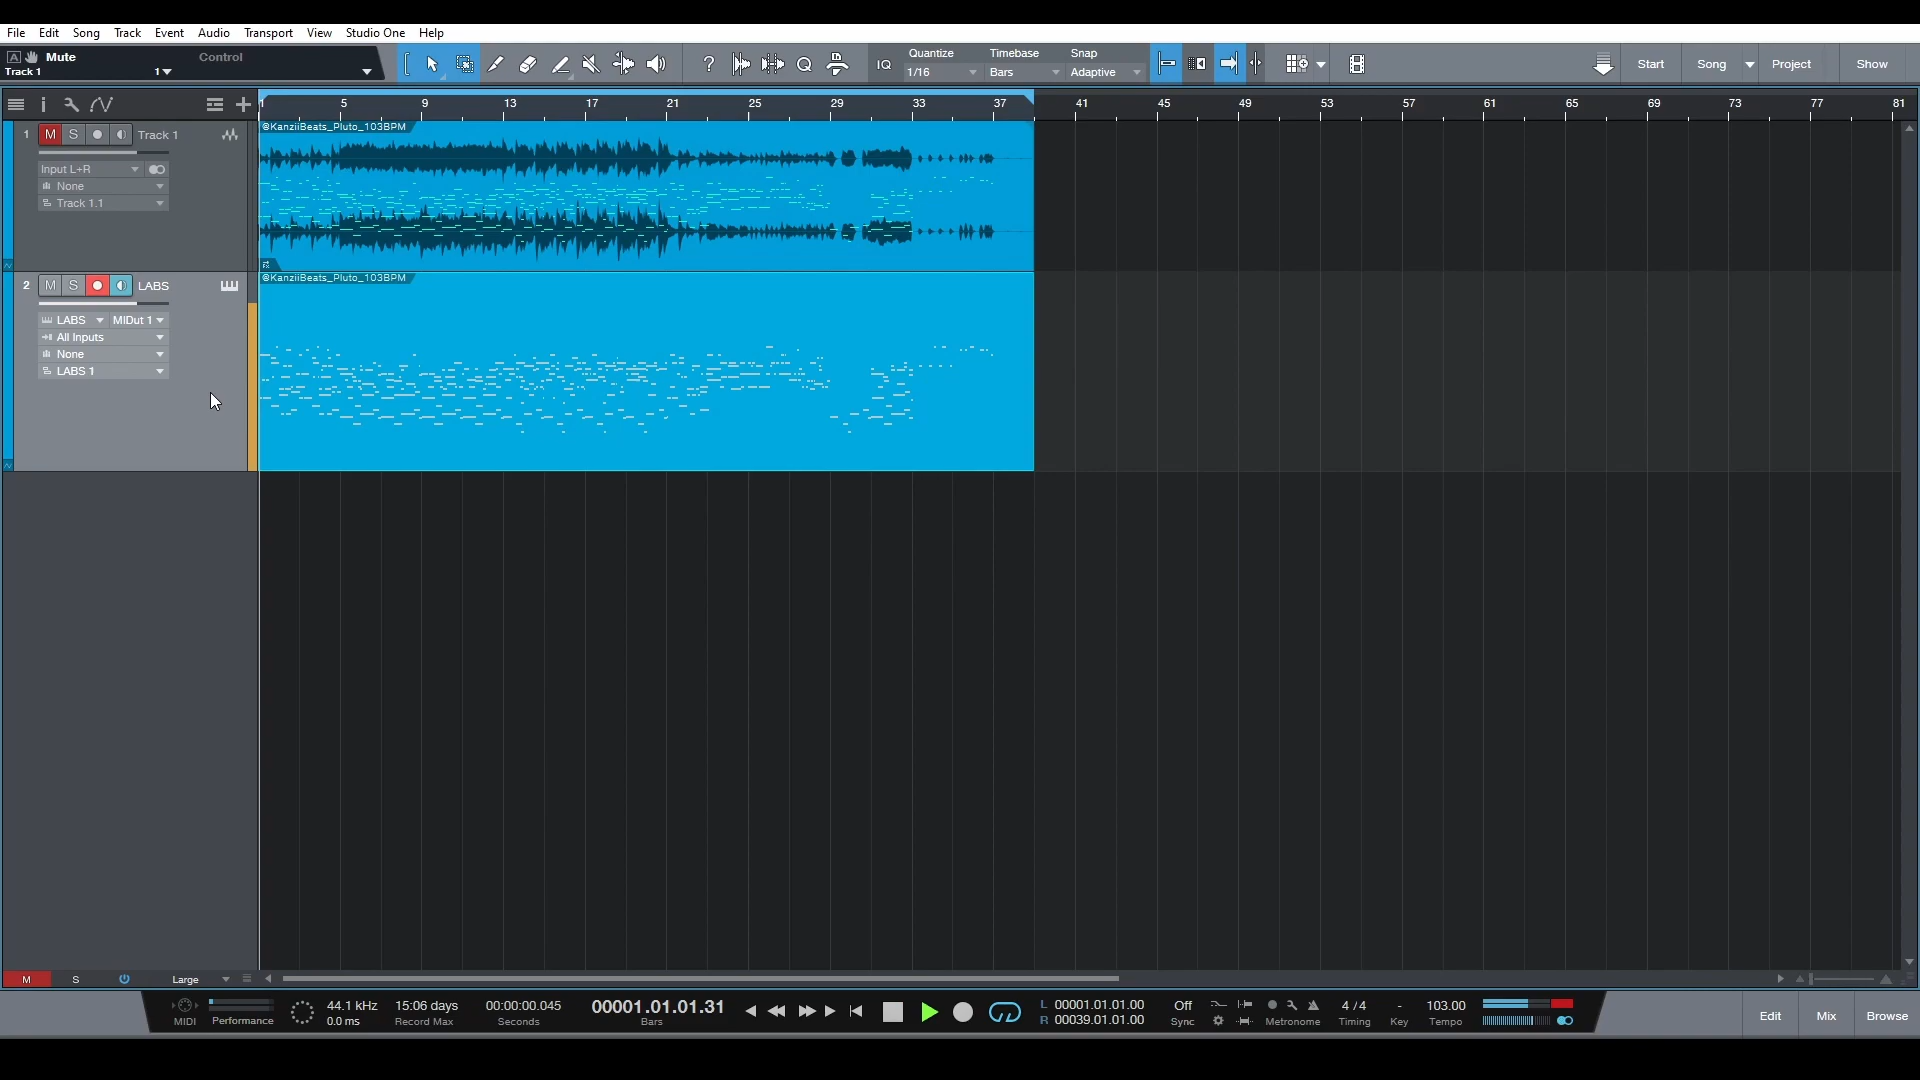 File Edit Song Track Event Audio Transport View Studio One Help
A Mute Control
Track 1 1
IQ Quantize Timebase Snap
1/16 Bars Adaptive
Start Song Project Show
1 5 9 13 17 21 25 29 33 37 41 45 49 53 57 61 65 69 73 77 81
1 M S Track 1
@KanziiBeats_Pluto_103BPM
Input L+R
None
Track 1.1
2 M S LABS
@KanziiBeats_Pluto_103BPM
LABS MIDut 1
All Inputs
None
LABS 1
M S Large
MIDI Performance
44.1 kHz
0.0 ms
15:06 days
Record Max
00:00:00.045
Seconds
00001.01.01.31
Bars
L 00001.01.01.00
R 00039.01.01.00
Off
Sync
Metronome
4 / 4
Timing
-
Key
103.00
Tempo
Edit Mix Browse